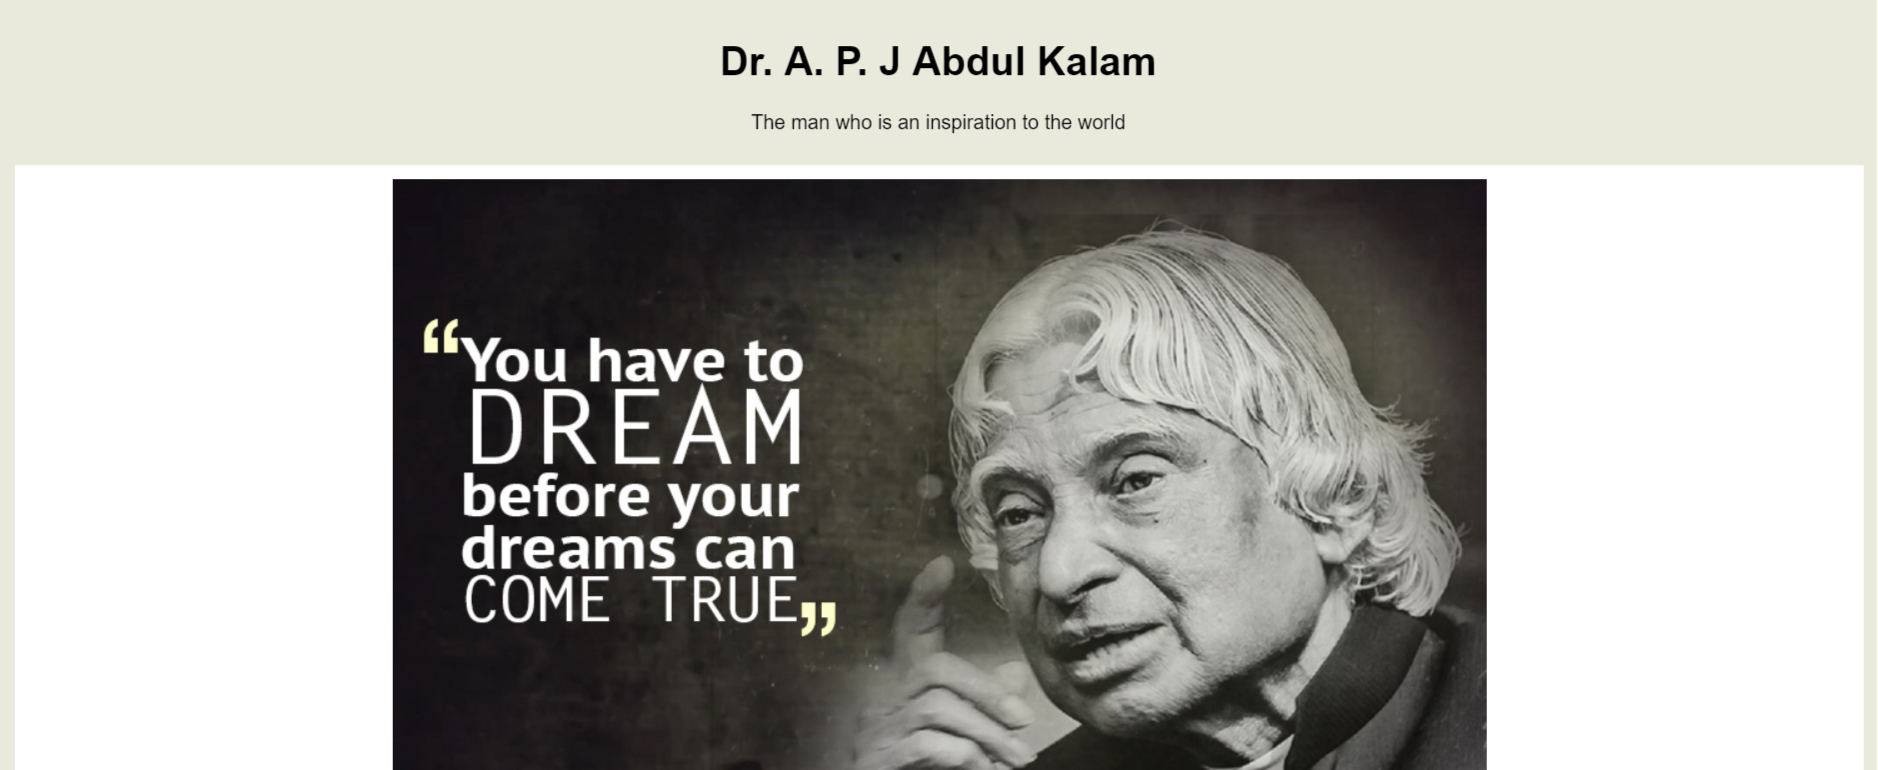 Dr. A. P. J Abdul Kalam
The man who is an inspiration to the world
“You have to
DREAM
before your
dreams can
COME TRUE”